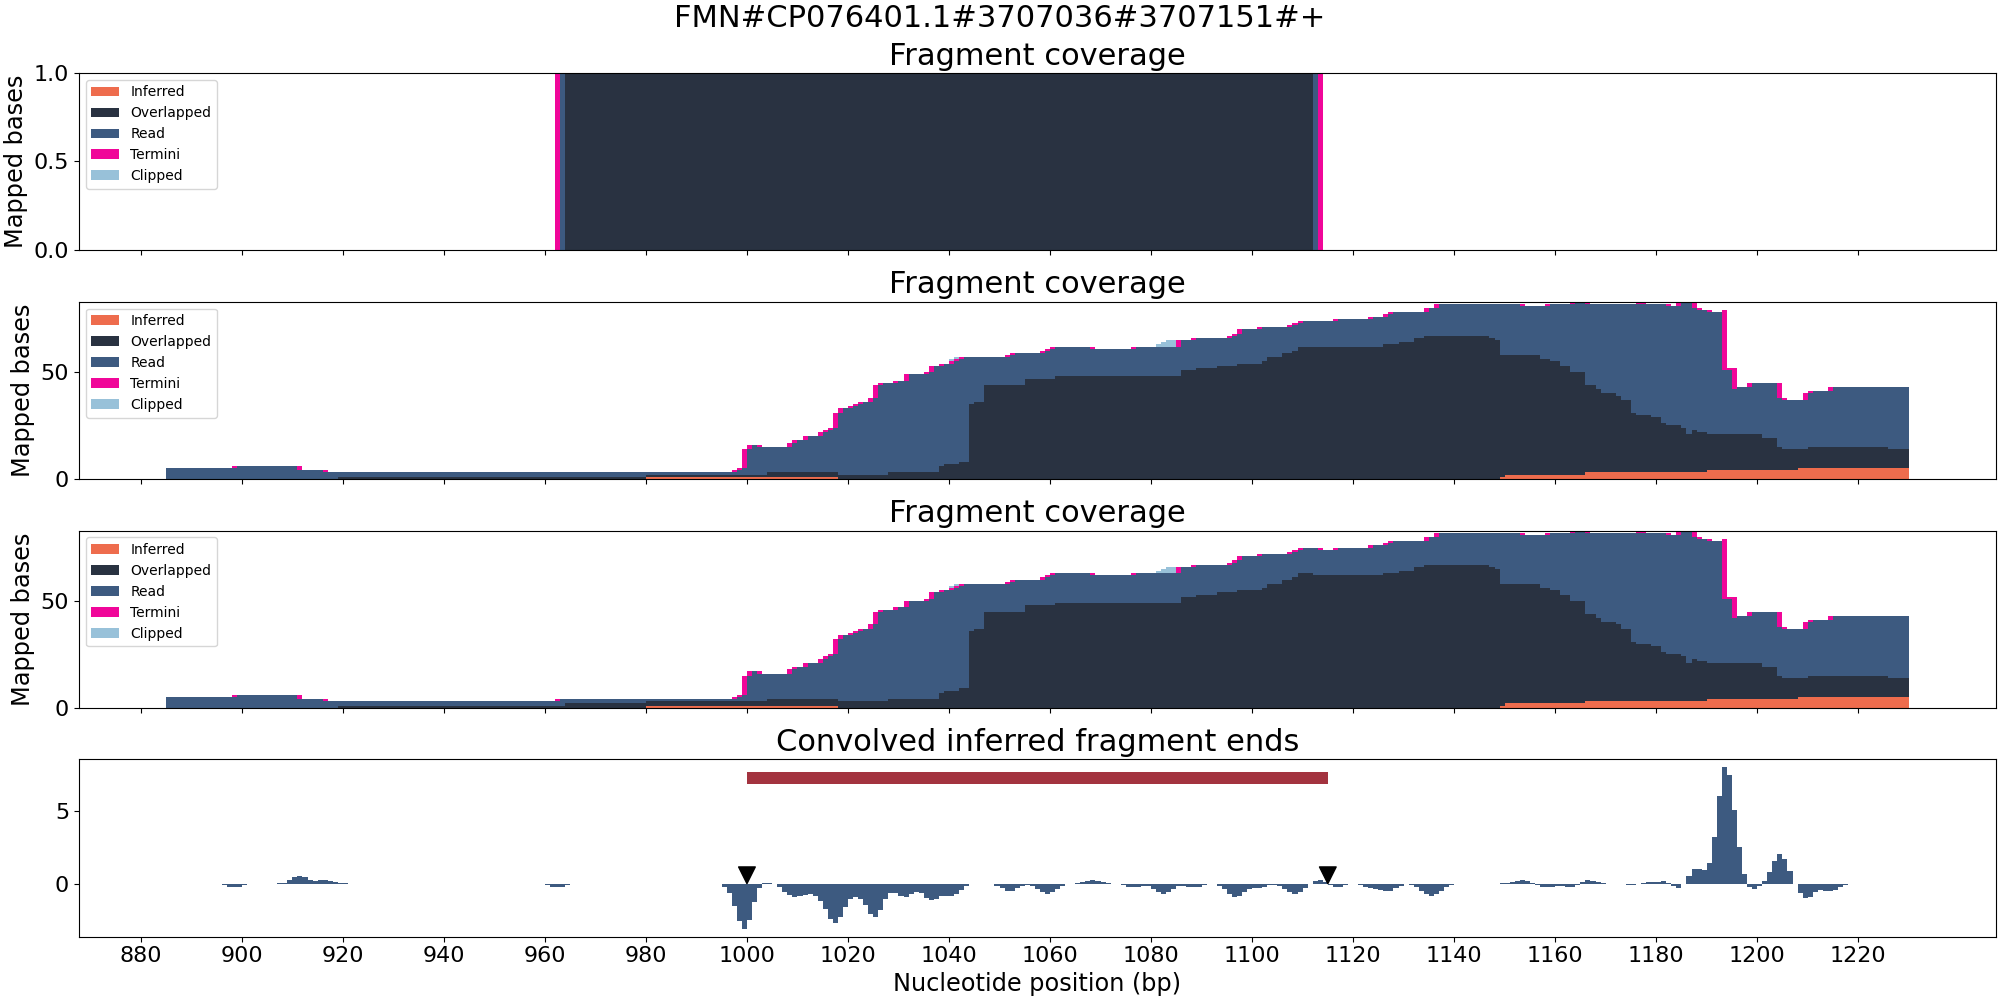 FMN#CP076401.1#3707036#3707151#+
Fragment coverage
Mapped bases
1.0
0.5
0.0
Inferred
Overlapped
Read
Termini
Clipped
Fragment coverage
Mapped bases
50
0
Inferred
Overlapped
Read
Termini
Clipped
Fragment coverage
Mapped bases
50
0
Inferred
Overlapped
Read
Termini
Clipped
Convolved inferred fragment ends
5
0
880 900 920 940 960 980 1000 1020 1040 1060 1080 1100 1120 1140 1160 1180 1200 1220
Nucleotide position (bp)